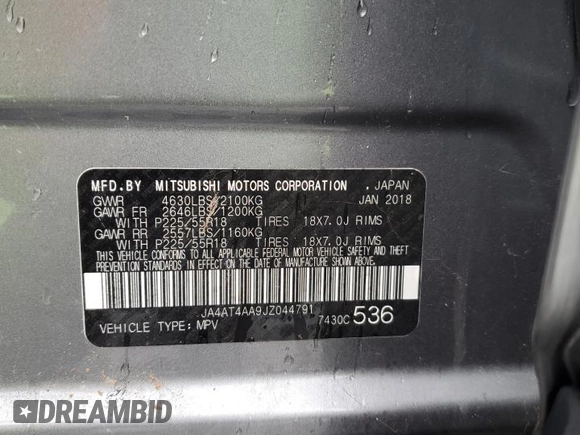 MFD.BY MITSUBISHI MOTORS CORPORATION , JAPAN
GVWR 4630LBS/2100KG JAN 2018
GAWR FR 2646LBS/1200KG
WITH P225/55R18 TIRES 18X7.0J RIMS
GAWR RR 2557LBS/1160KG
WITH P225/55R18 TIRES 18X7.0J RIMS
THIS VEHICLE CONFORMS TO ALL APPLICABLE FEDERAL MOTOR VEHICLE SAFETY AND THEFT
PREVENTION STANDARDS IN EFFECT ON THE DATE OF MANUFACTURE SHOWN ABOVE.
JA4AT4AA9JZ044791
VEHICLE TYPE: MPV 7430C 536
DREAMBID